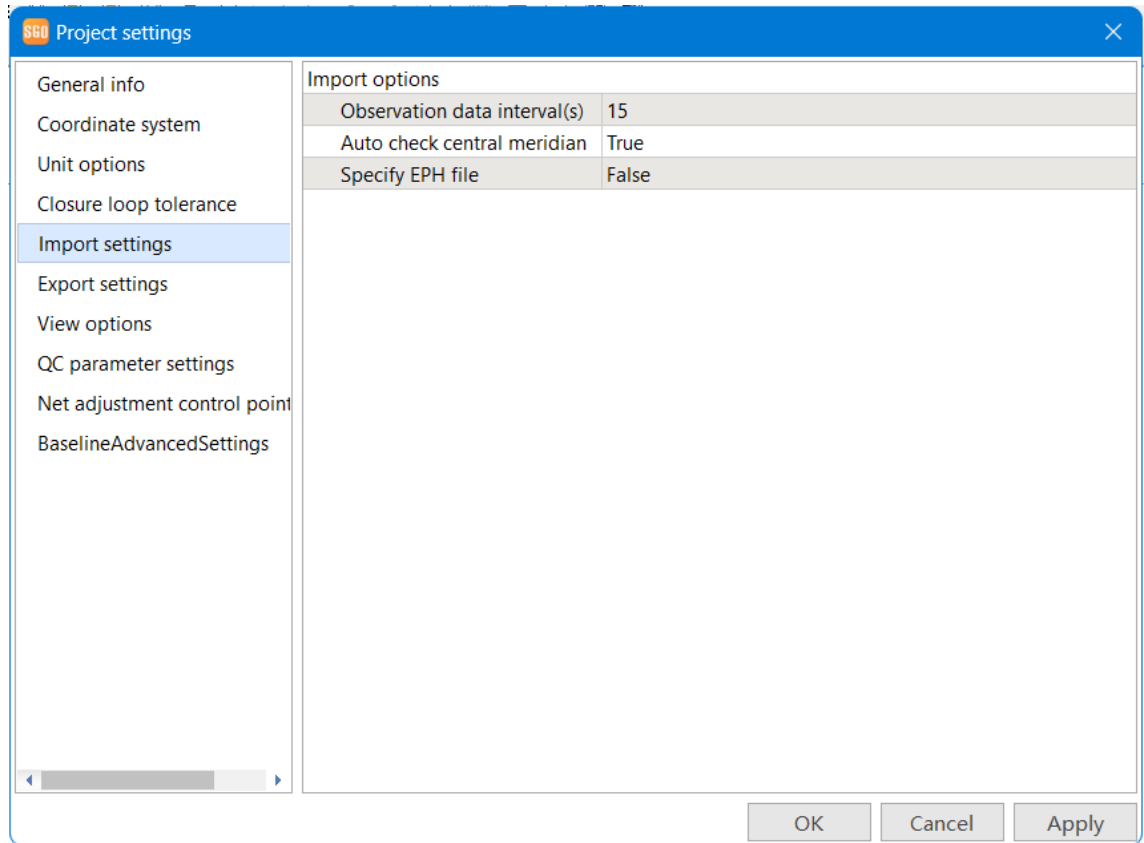 SGO Project settings
General info
Coordinate system
Unit options
Closure loop tolerance
Import settings
Export settings
View options
QC parameter settings
Net adjustment control point
BaselineAdvancedSettings
Import options
Observation data interval(s) 15
Auto check central meridian True
Specify EPH file False
OK Cancel Apply